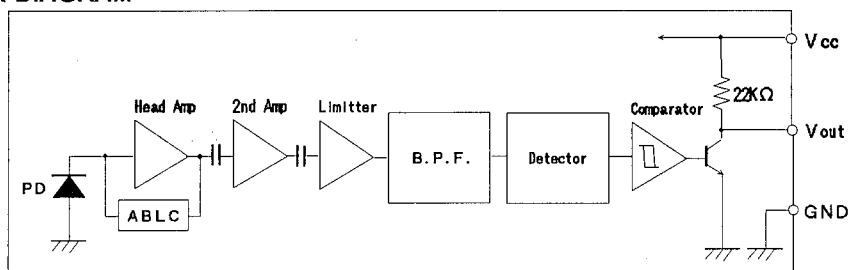 Vcc
22KΩ
Head Amp
2nd Amp
Limitter
Comparator
Vout
B.P.F.
Detector
PD
ABLC
GND